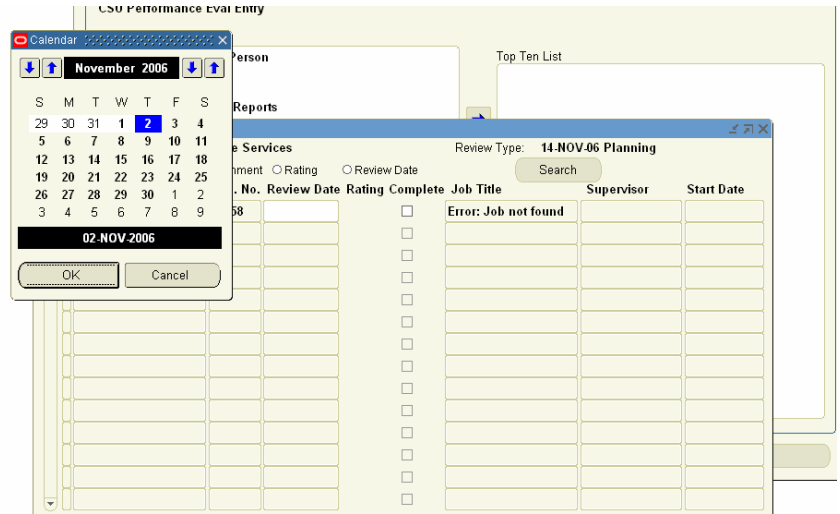 CSU Performance Eval Entry
Calendar
November 2006
S M T W T F S
29 30 31 1 2 3 4
5 6 7 8 9 10 11
12 13 14 15 16 17 18
19 20 21 22 23 24 25
26 27 28 29 30 1 2
3 4 5 6 7 8 9
02-NOV-2006
OK Cancel
Person
Top Ten List
Reports
Services
Review Type: 14-NOV-06 Planning
Rating Review Date Search
No. Review Date Rating Complete Job Title Supervisor Start Date
58 Error: Job not found